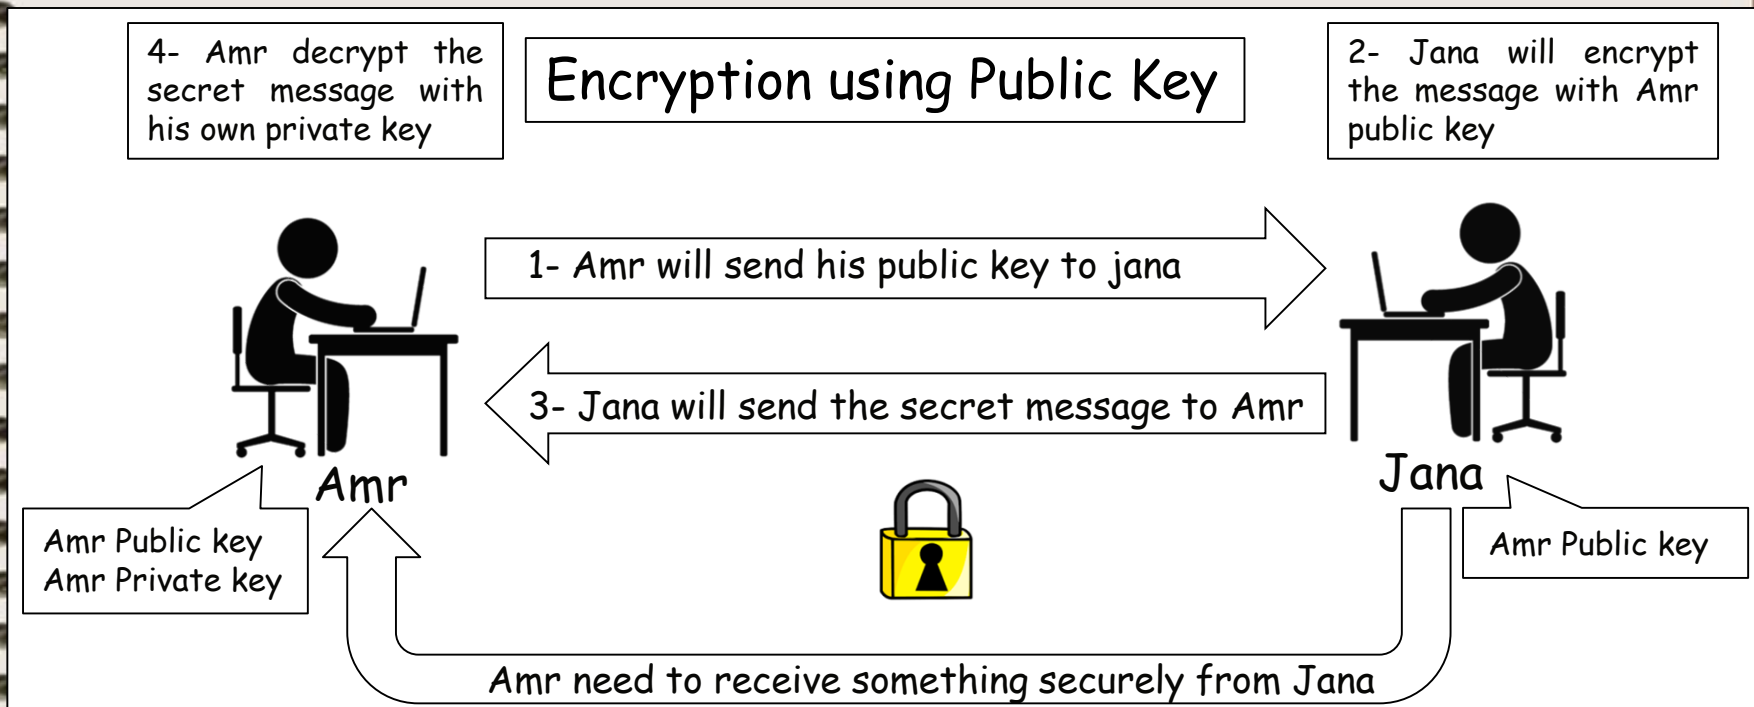 Encryption using Public Key
4- Amr decrypt the
secret message with
his own private key
2- Jana will encrypt
the message with Amr
public key
1- Amr will send his public key to jana
3- Jana will send the secret message to Amr
Amr
Jana
Amr Public key
Amr Private key
Amr Public key
Amr need to receive something securely from Jana